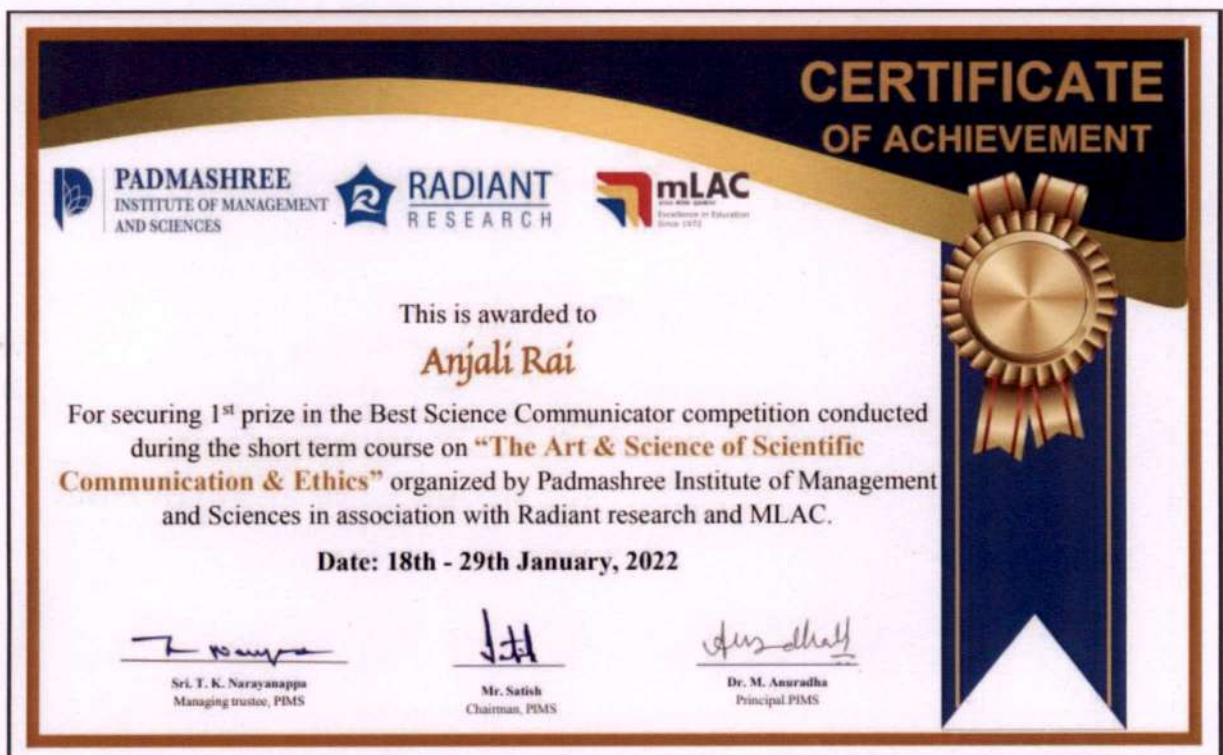 CERTIFICATE
OF ACHIEVEMENT
PADMASHREE
INSTITUTE OF MANAGEMENT
AND SCIENCES
RADIANT
RESEARCH
mLAC
Excellence in Education
Since 1972
This is awarded to
Anjali Rai
For securing 1st prize in the Best Science Communicator competition conducted
during the short term course on “The Art & Science of Scientific
Communication & Ethics” organized by Padmashree Institute of Management
and Sciences in association with Radiant research and MLAC.
Date: 18th - 29th January, 2022
Sri. T. K. Narayanappa
Managing trustee, PIMS
Mr. Satish
Chairman, PIMS
Dr. M. Anuradha
Principal PIMS